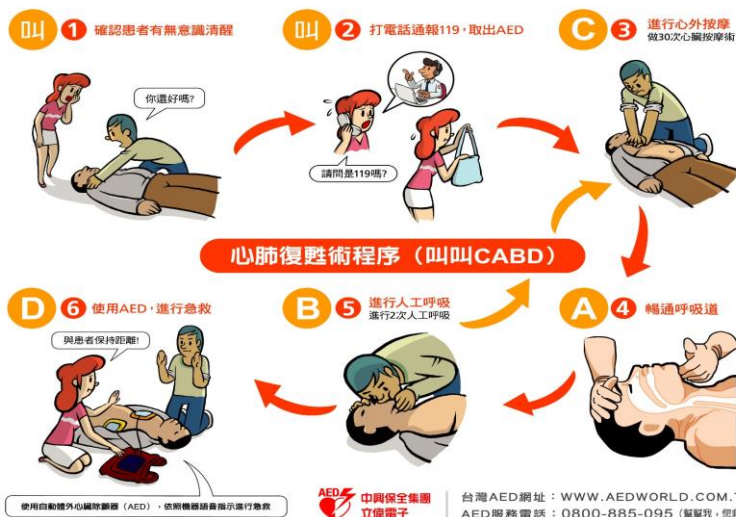 叫 1 確認患者有無意識清醒
你還好嗎?
叫 2 打電話通報119，取出AED
請問是119嗎?
C 3 進行心外按摩
做30次心臟按摩術
心肺復甦術程序（叫叫CABD）
D 6 使用AED，進行急救
與患者保持距離!
使用自動體外心臟除顫器（AED），依照機器語音指示進行急救
B 5 進行人工呼吸
進行2次人工呼吸
A 4 暢通呼吸道
AED
中興保全集團
立偉電子
台灣AED網址：WWW.AEDWORLD.COM.T
AED服務電話：0800-885-095（幫幫我，您